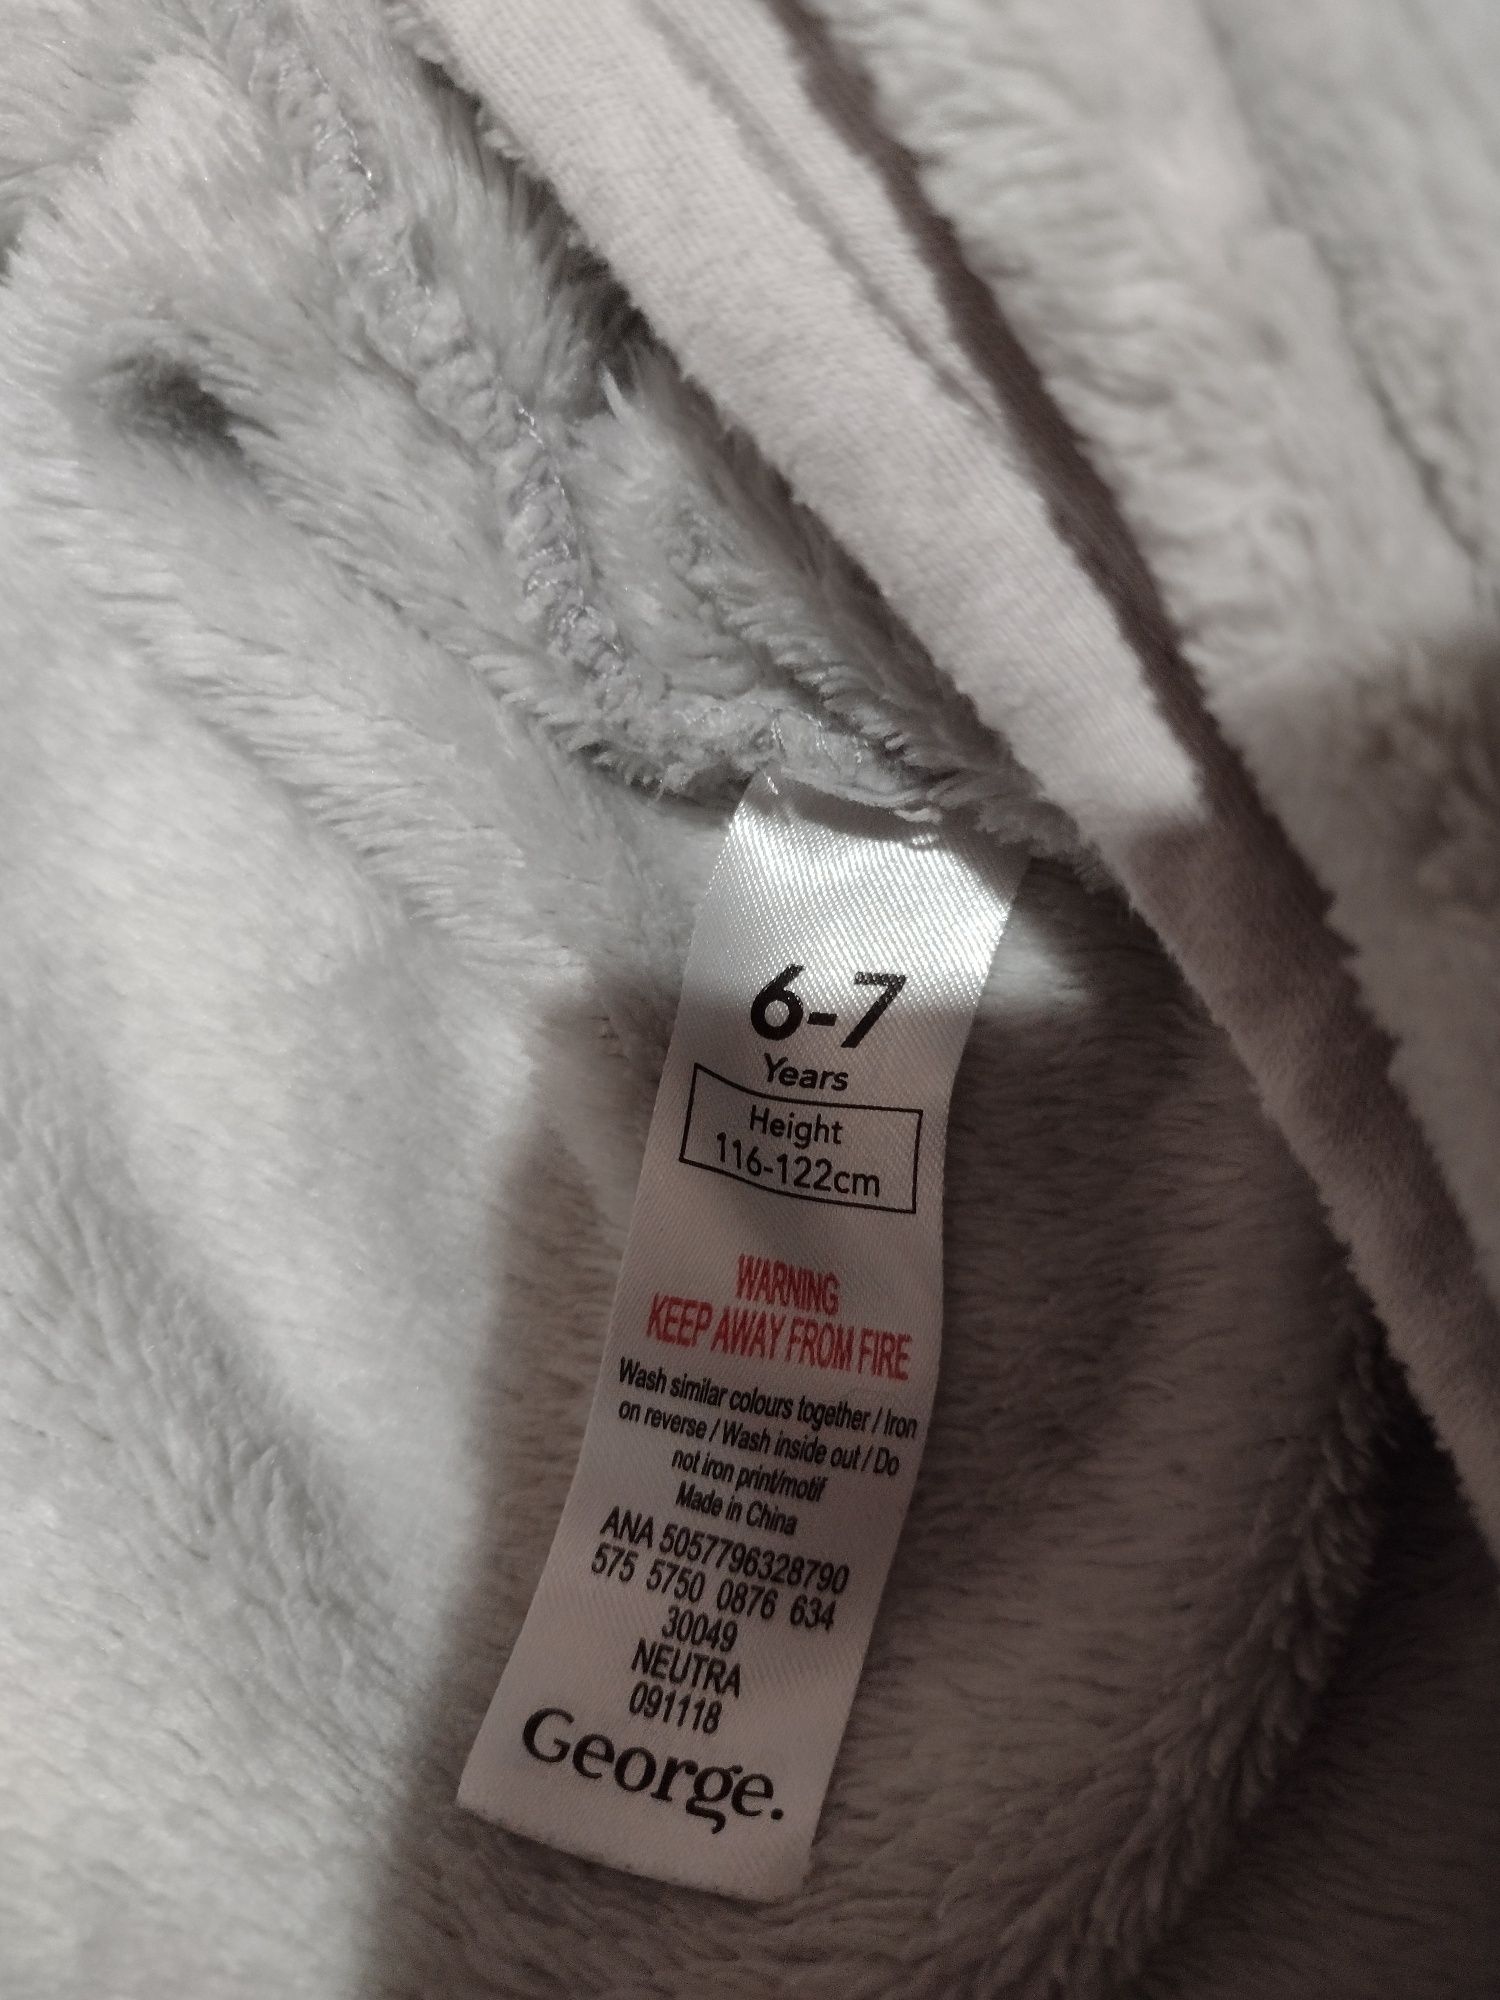 6-7
Years
Height
116-122cm
WARNING
KEEP AWAY FROM FIRE
Wash similar colours together / Iron
on reverse / Wash inside out / Do
not iron print/motif
Made in China
ANA 5057796328790
575 5750 0876 634
30049
NEUTRA
091118
George.